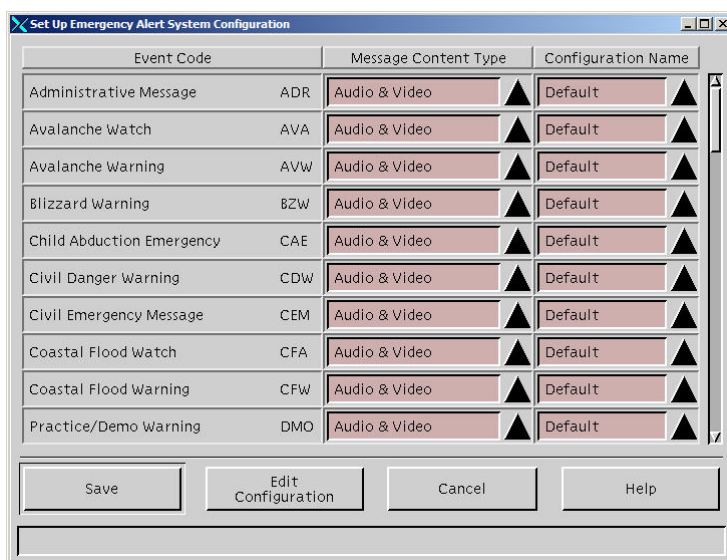 Set Up Emergency Alert System Configuration
Event Code Message Content Type Configuration Name
Administrative Message ADR Audio & Video Default
Avalanche Watch AVA Audio & Video Default
Avalanche Warning AVW Audio & Video Default
Blizzard Warning BZW Audio & Video Default
Child Abduction Emergency CAE Audio & Video Default
Civil Danger Warning CDW Audio & Video Default
Civil Emergency Message CEM Audio & Video Default
Coastal Flood Watch CFA Audio & Video Default
Coastal Flood Warning CFW Audio & Video Default
Practice/Demo Warning DMO Audio & Video Default
Save Edit Configuration Cancel Help